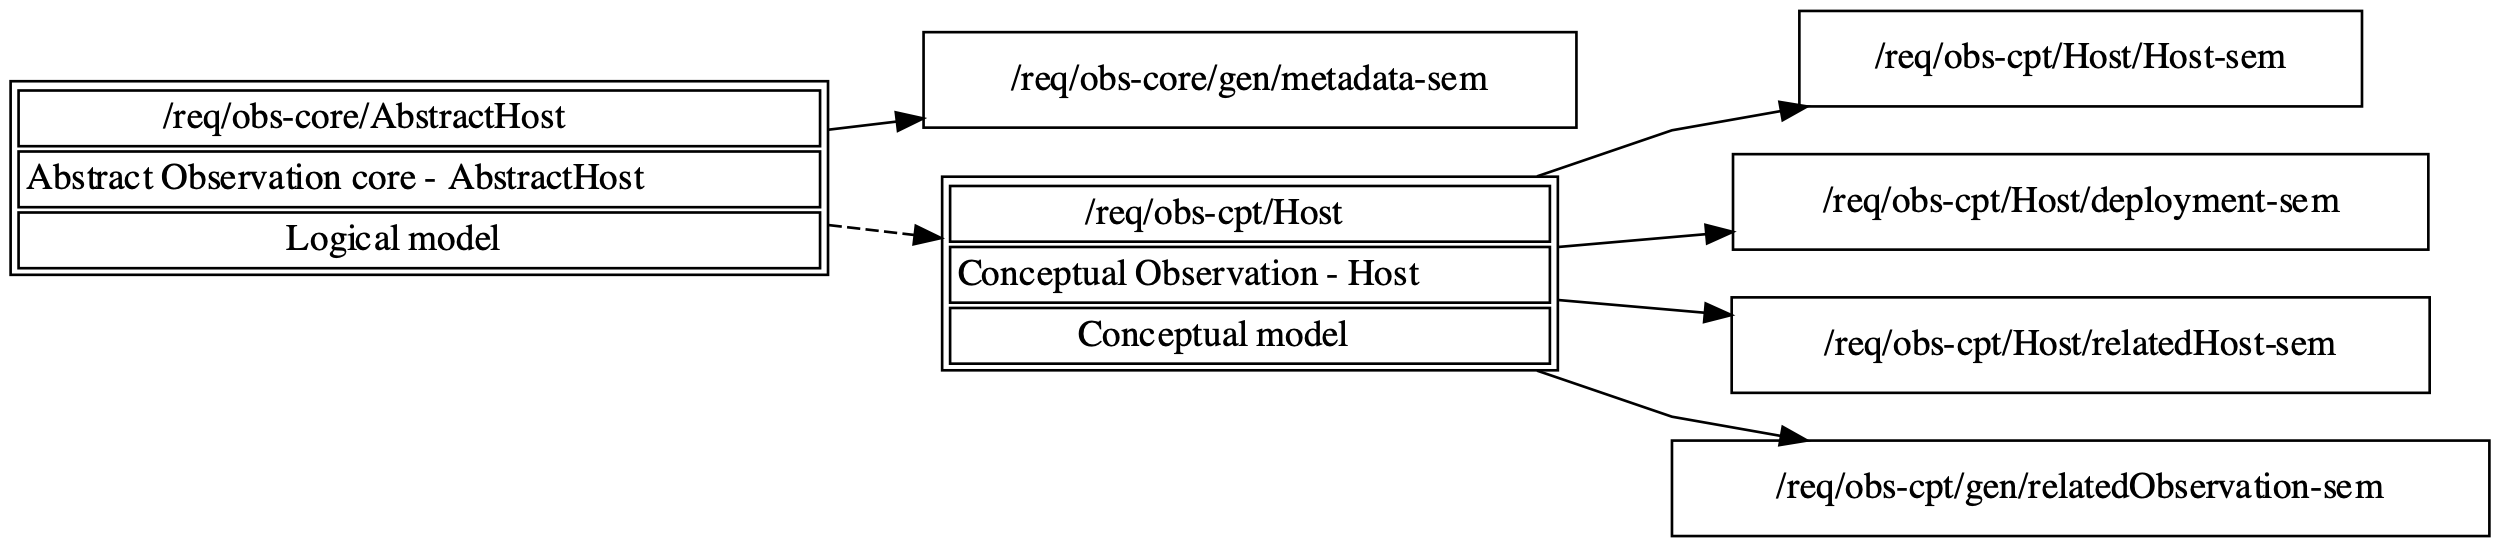 /req/obs-core/AbstractHost
Abstract Observation core - AbstractHost
Logical model
/req/obs-core/gen/metadata-sem
/req/obs-cpt/Host
Conceptual Observation - Host
Conceptual model
/req/obs-cpt/Host/Host-sem
/req/obs-cpt/Host/deployment-sem
/req/obs-cpt/Host/relatedHost-sem
/req/obs-cpt/gen/relatedObservation-sem